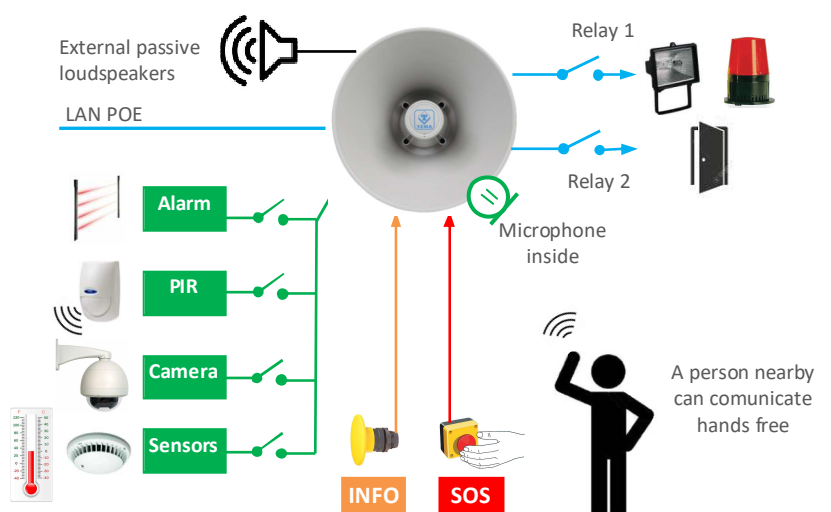 External passive
loudspeakers
Relay 1
LAN POE
Relay 2
Alarm
Microphone
inside
PIR
Camera
A person nearby
can comunicate
hands free
Sensors
INFO
SOS